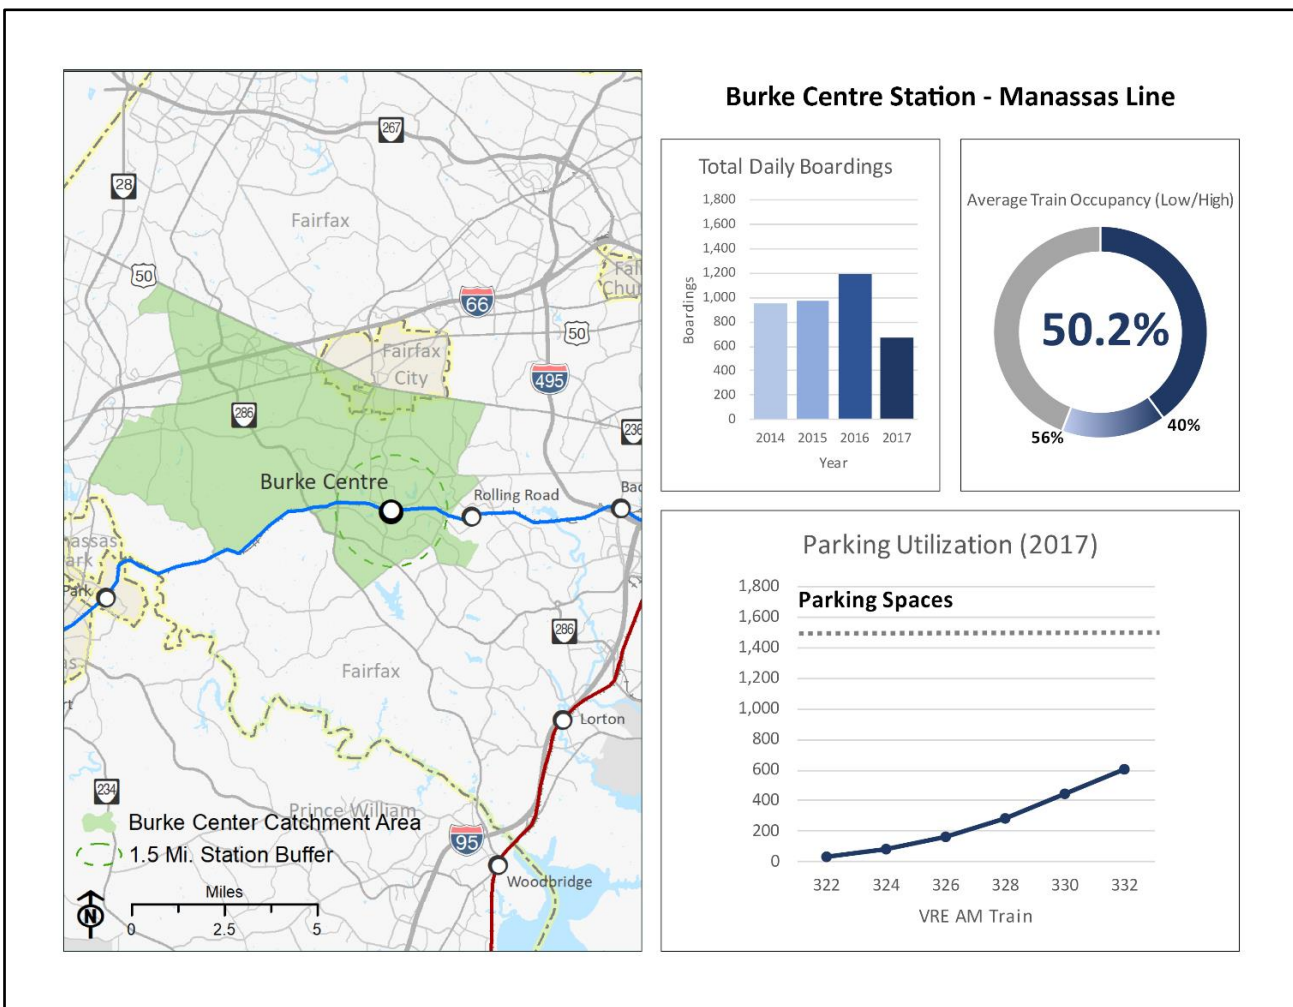 Burke Centre Station - Manassas Line
267
28
Fairfax
50
66
Fairfax
City
50
495
286
236
Burke Centre
Rolling Road
Park
286
Fairfax
Lorton
234
Prince William
95
Woodbridge
Burke Center Catchment Area
1.5 Mi. Station Buffer
Miles
N
0 2.5 5
Total Daily Boardings
1,800
1,600
1,400
1,200
1,000
800
600
400
200
0
Boardings
2014 2015 2016 2017
Year
Average Train Occupancy (Low/High)
50.2%
56%
40%
Parking Utilization (2017)
1,800
Parking Spaces
1,600
1,400
1,200
1,000
800
600
400
200
0
322 324 326 328 330 332
VRE AM Train